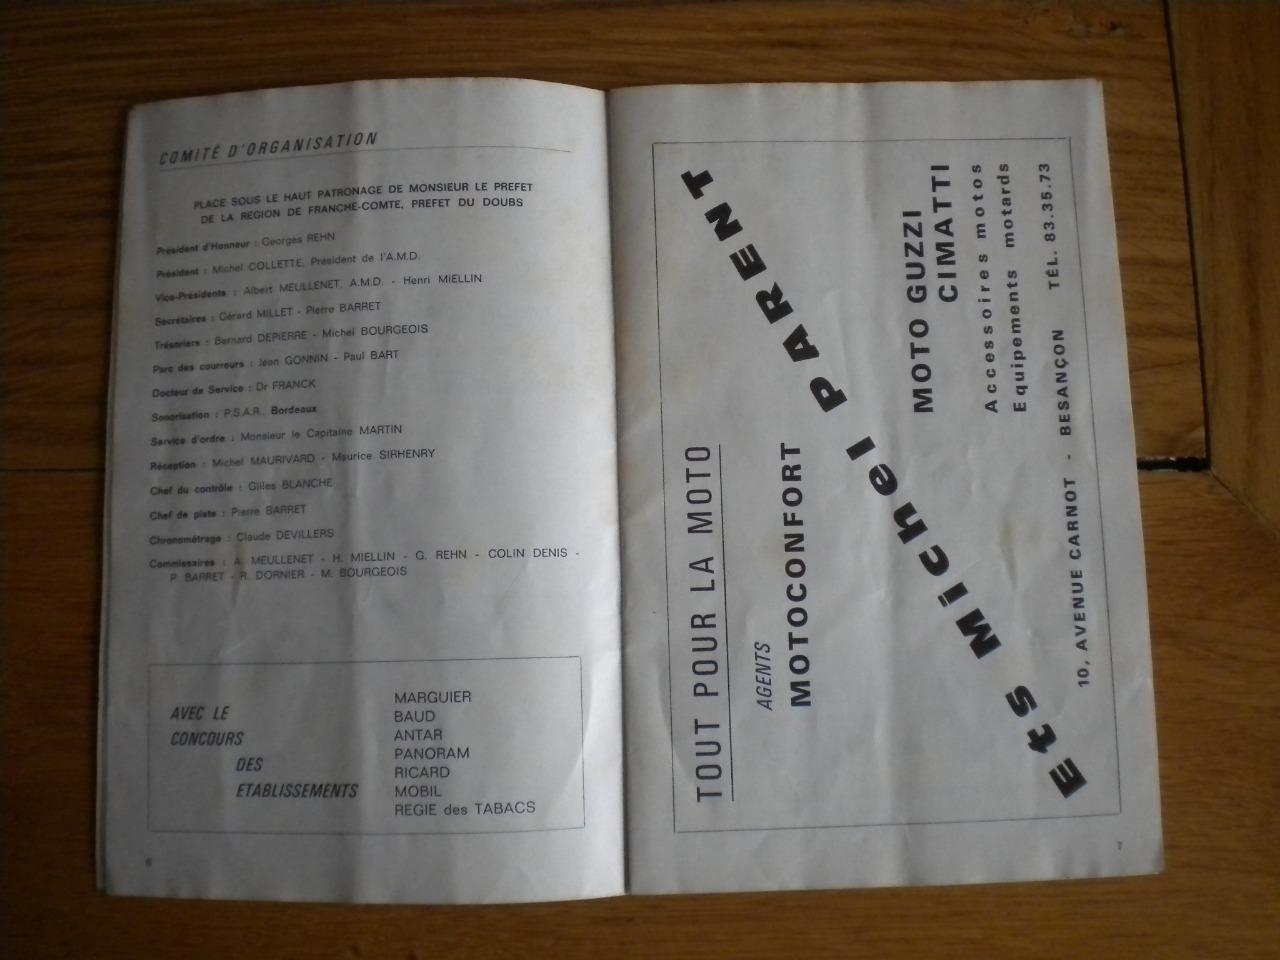 COMITÉ D'ORGANISATION
PLACE SOUS LE HAUT PATRONAGE DE MONSIEUR LE PREFET
DE LA REGION DE FRANCHE-COMTE, PREFET DU DOUBS
Président d'Honneur : Georges REHN
Président : Michel COLLETTE, Président de l'A.M.D.
Vice-Présidents : Albert MEULLENET, A.M.D. - Henri MIELLIN
Secrétaires : Gérard MILLET - Pierre BARRET
Trésoriers : Bernard DEPIERRE - Michel BOURGEOIS
Parc des coureurs : Jean GONNIN - Paul BART
Docteur de Service : Dr FRANCK
Sonorisation : P.S.A.R., Bordeaux
Service d'ordre : Monsieur le Capitaine MARTIN
Réception : Michel MAURIVARD - Maurice SIRHENRY
Chef du contrôle : Gilles BLANCHE
Chef de piste : Pierre BARRET
Chronométrage : Claude DEVILLERS
Commissaires : A. MEULLENET - H. MIELLIN - G. REHN - COLIN DENIS -
P. BARRET - R. DORNIER - M. BOURGEOIS
AVEC LE
CONCOURS
DES
ETABLISSEMENTS
MARGUIER
BAUD
ANTAR
PANORAM
RICARD
MOBIL
REGIE des TABACS
6
TOUT POUR LA MOTO
AGENTS
MOTOCONFORT
Ets Michel PARENT
MOTO GUZZI
CIMATTI
Accessoires motos
Equipements motards
10, AVENUE CARNOT - BESANÇON TÉL. 83.35.73
7